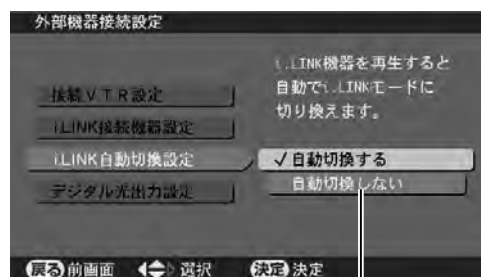 外部機器接続設定
i.LINK機器を再生すると
自動でi.LINKモードに
切り換えます。
接続VTR設定
i.LINK接続機器設定
i.LINK自動切換設定
✓自動切換する
自動切換しない
デジタル光出力設定
戻る 前画面 選択 決定 決定